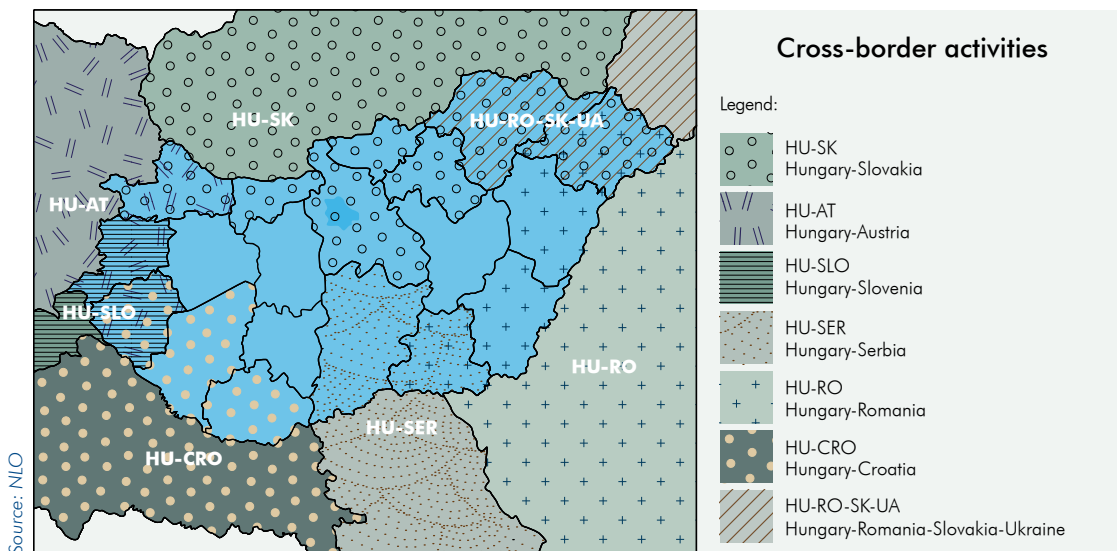 Cross-border activities
Legend:
HU-SK
Hungary-Slovakia
HU-AT
Hungary-Austria
HU-SLO
Hungary-Slovenia
HU-SER
Hungary-Serbia
HU-RO
Hungary-Romania
HU-CRO
Hungary-Croatia
HU-RO-SK-UA
Hungary-Romania-Slovakia-Ukraine
HU-SK
HU-RO-SK-UA
HU-AT
HU-SLO
HU-RO
HU-SER
HU-CRO
Source: NLO